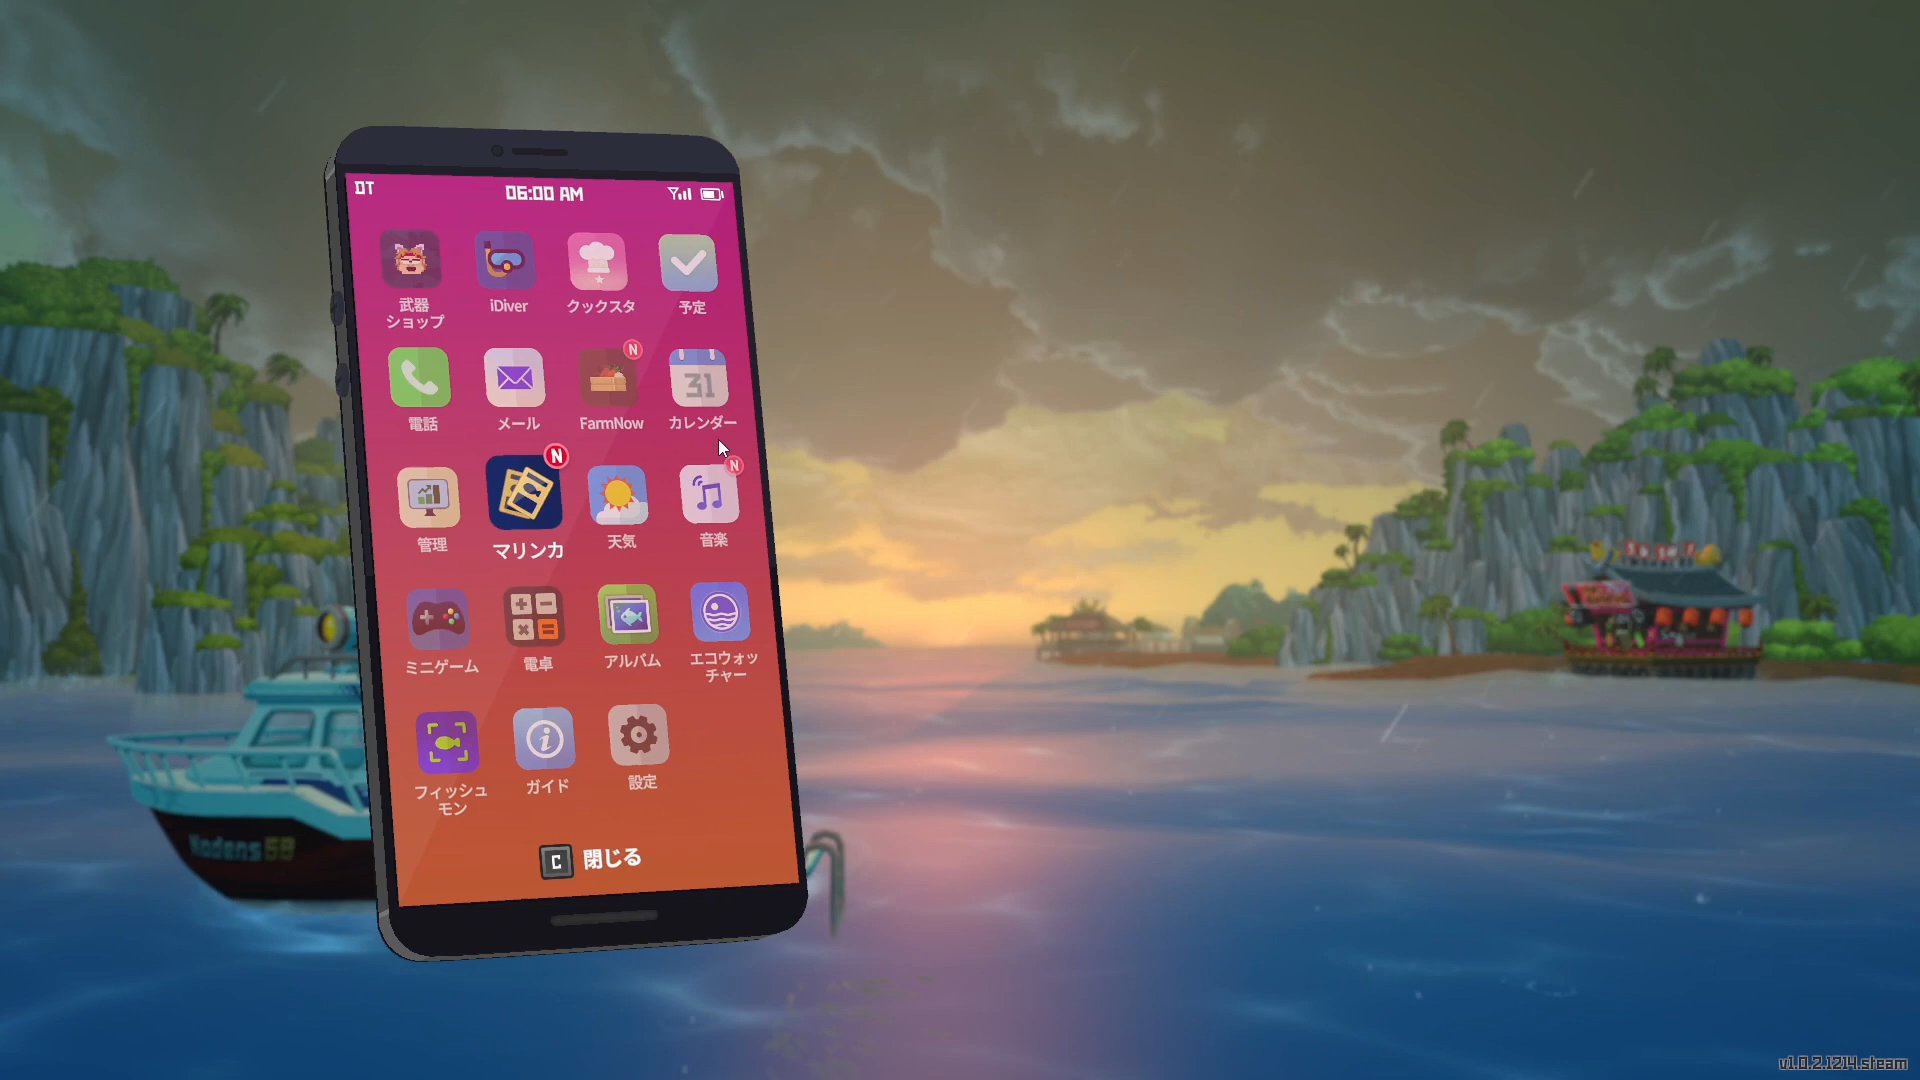 DT
06:00 AM
武器
ショップ
iDiver
クックスタ
予定
N
31
電話
メール
FarmNow
カレンダー
N
N
管理
マリンカ
天気
音楽
ミニゲーム
電卓
アルバム
エコウォッ
チャー
フィッシュ
モン
ガイド
設定
C 閉じる
Kodens 58
v1.0.2.1214.steam